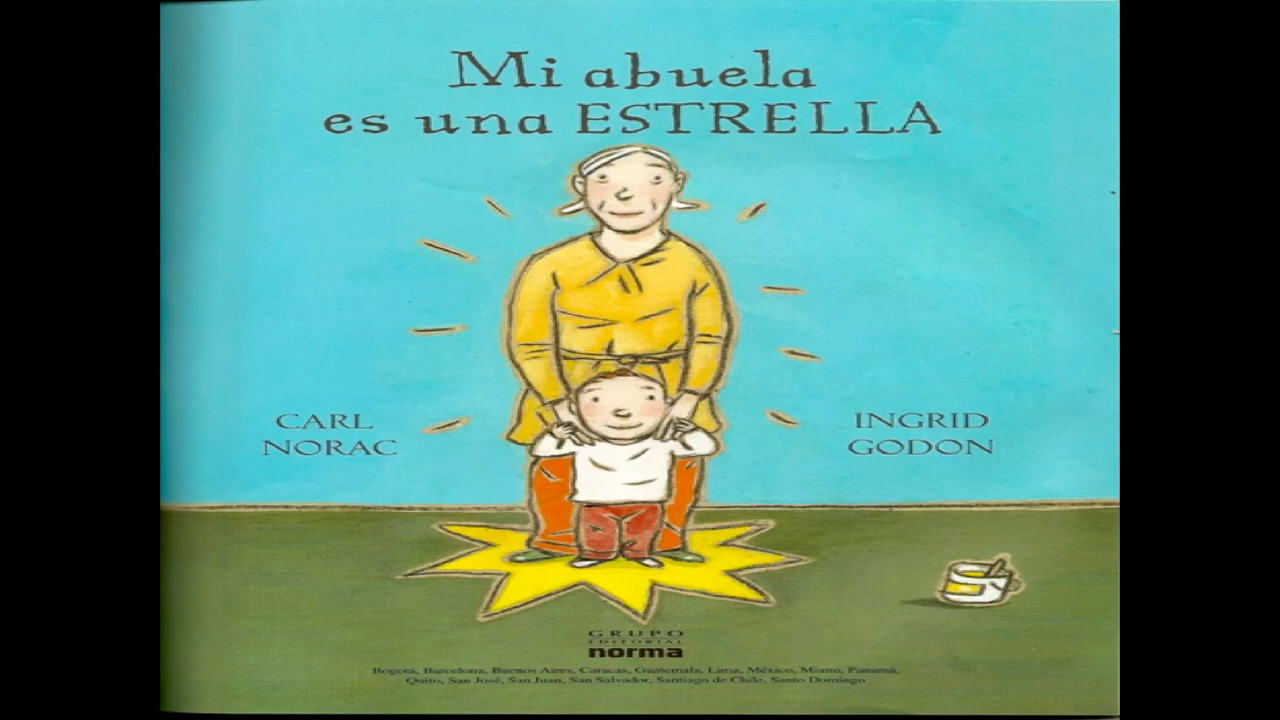 Mi abuela
es una ESTRELLA
CARL
NORAC
INGRID
GODON
GRUPO
EDITORIAL
norma
Bogotá, Barcelona, Buenos Aires, Caracas, Guatemala, Lima, México, Miami, Panamá,
Quito, San José, San Juan, San Salvador, Santiago de Chile, Santo Domingo